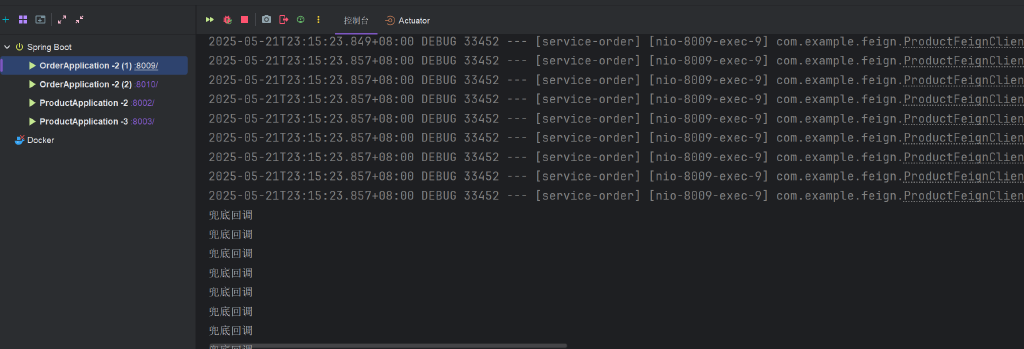 控制台
Actuator
Spring Boot
OrderApplication -2 (1) :8009/
OrderApplication -2 (2) :8010/
ProductApplication -2 :8002/
ProductApplication -3 :8003/
Docker
2025-05-21T23:15:23.849+08:00 DEBUG 33452 --- [service-order] [nio-8009-exec-9] com.example.feign.ProductFeignClien
2025-05-21T23:15:23.857+08:00 DEBUG 33452 --- [service-order] [nio-8009-exec-9] com.example.feign.ProductFeignClien
2025-05-21T23:15:23.857+08:00 DEBUG 33452 --- [service-order] [nio-8009-exec-9] com.example.feign.ProductFeignClien
2025-05-21T23:15:23.857+08:00 DEBUG 33452 --- [service-order] [nio-8009-exec-9] com.example.feign.ProductFeignClien
2025-05-21T23:15:23.857+08:00 DEBUG 33452 --- [service-order] [nio-8009-exec-9] com.example.feign.ProductFeignClien
2025-05-21T23:15:23.857+08:00 DEBUG 33452 --- [service-order] [nio-8009-exec-9] com.example.feign.ProductFeignClien
2025-05-21T23:15:23.857+08:00 DEBUG 33452 --- [service-order] [nio-8009-exec-9] com.example.feign.ProductFeignClien
2025-05-21T23:15:23.857+08:00 DEBUG 33452 --- [service-order] [nio-8009-exec-9] com.example.feign.ProductFeignClien
2025-05-21T23:15:23.857+08:00 DEBUG 33452 --- [service-order] [nio-8009-exec-9] com.example.feign.ProductFeignClien
兜底回调
兜底回调
兜底回调
兜底回调
兜底回调
兜底回调
兜底回调